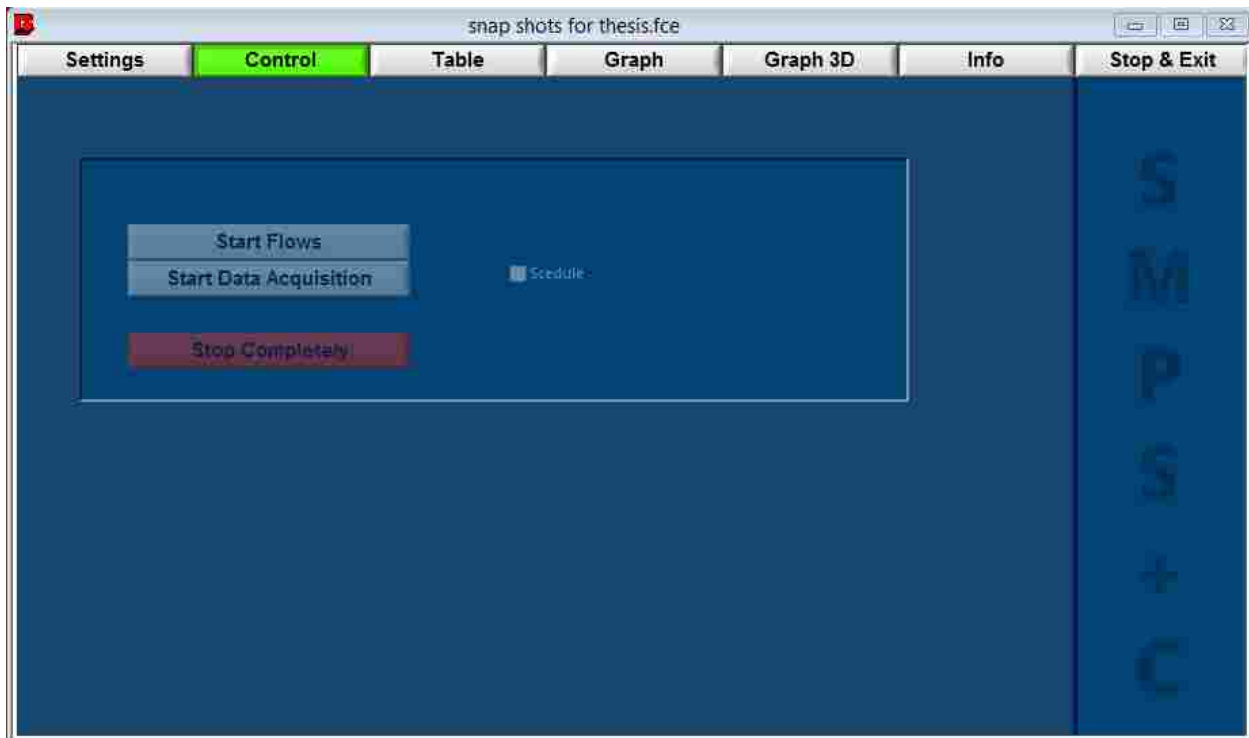 snap shots for thesis.fce
Settings Control Table Graph Graph 3D Info Stop & Exit
Start Flows
Start Data Acquisition
Scedule
Stop Completely
S
M
P
S
+
C